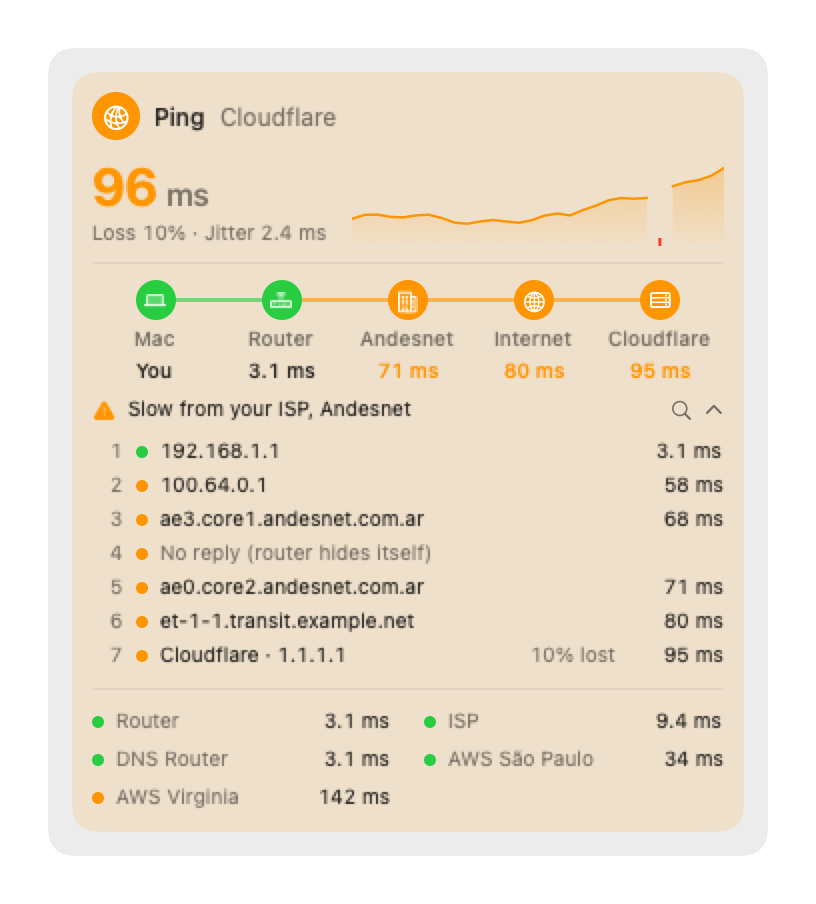 Ping Cloudflare
96 ms
Loss 10% · Jitter 2.4 ms
Mac Router Andesnet Internet Cloudflare
You 3.1 ms 71 ms 80 ms 95 ms
Slow from your ISP, Andesnet
1 192.168.1.1 3.1 ms
2 100.64.0.1 58 ms
3 ae3.core1.andesnet.com.ar 68 ms
4 No reply (router hides itself)
5 ae0.core2.andesnet.com.ar 71 ms
6 et-1-1.transit.example.net 80 ms
7 Cloudflare · 1.1.1.1 10% lost 95 ms
Router 3.1 ms ISP 9.4 ms
DNS Router 3.1 ms AWS São Paulo 34 ms
AWS Virginia 142 ms